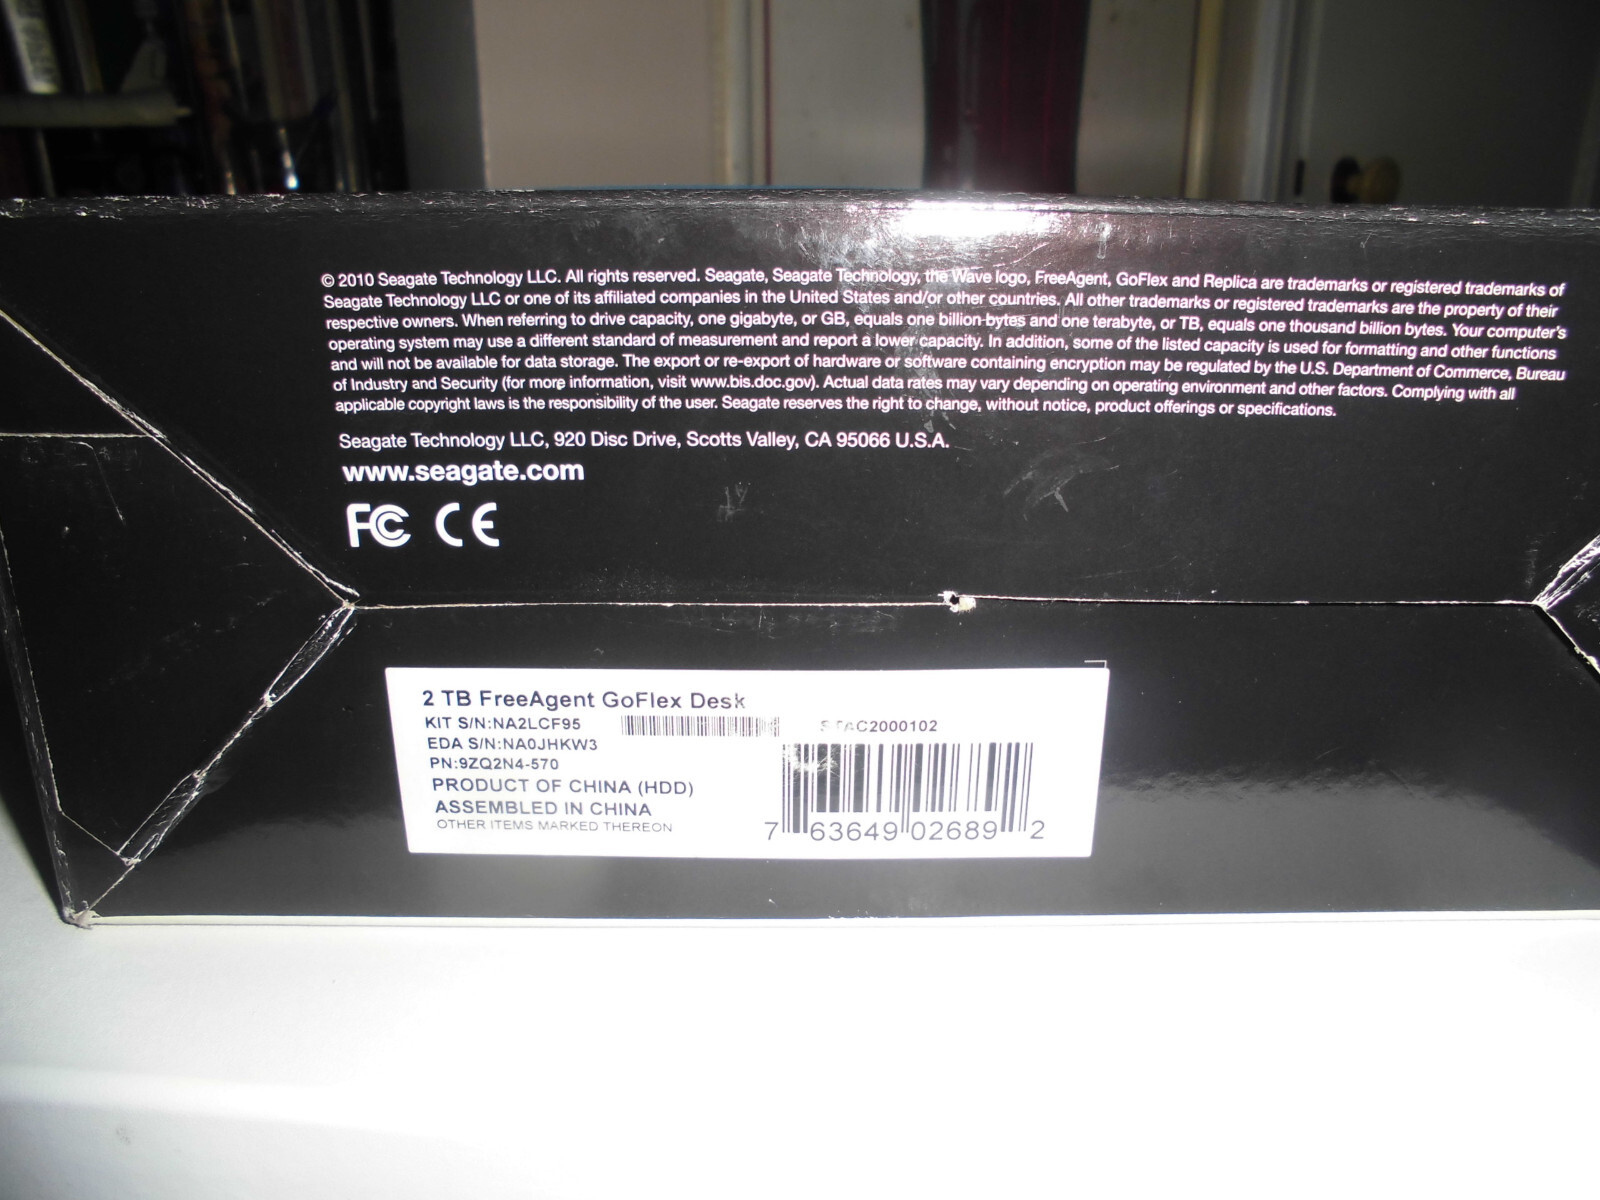 © 2010 Seagate Technology LLC. All rights reserved. Seagate, Seagate Technology, the Wave logo, FreeAgent, GoFlex and Replica are trademarks or registered trademarks of
Seagate Technology LLC or one of its affiliated companies in the United States and/or other countries. All other trademarks or registered trademarks are the property of their
respective owners. When referring to drive capacity, one gigabyte, or GB, equals one billion bytes and one terabyte, or TB, equals one thousand billion bytes. Your computer's
operating system may use a different standard of measurement and report a lower capacity. In addition, some of the listed capacity is used for formatting and other functions
and will not be available for data storage. The export or re-export of hardware or software containing encryption may be regulated by the U.S. Department of Commerce, Bureau
of Industry and Security (for more information, visit www.bis.doc.gov). Actual data rates may vary depending on operating environment and other factors. Complying with all
applicable copyright laws is the responsibility of the user. Seagate reserves the right to change, without notice, product offerings or specifications.
Seagate Technology LLC, 920 Disc Drive, Scotts Valley, CA 95066 U.S.A.
www.seagate.com
FC CE
2 TB FreeAgent GoFlex Desk
KIT S/N:NA2LCF95
STAC2000102
EDA S/N:NA0JHKW3
PN:9ZQ2N4-570
PRODUCT OF CHINA (HDD)
ASSEMBLED IN CHINA
OTHER ITEMS MARKED THEREON
7 63649 02689 2